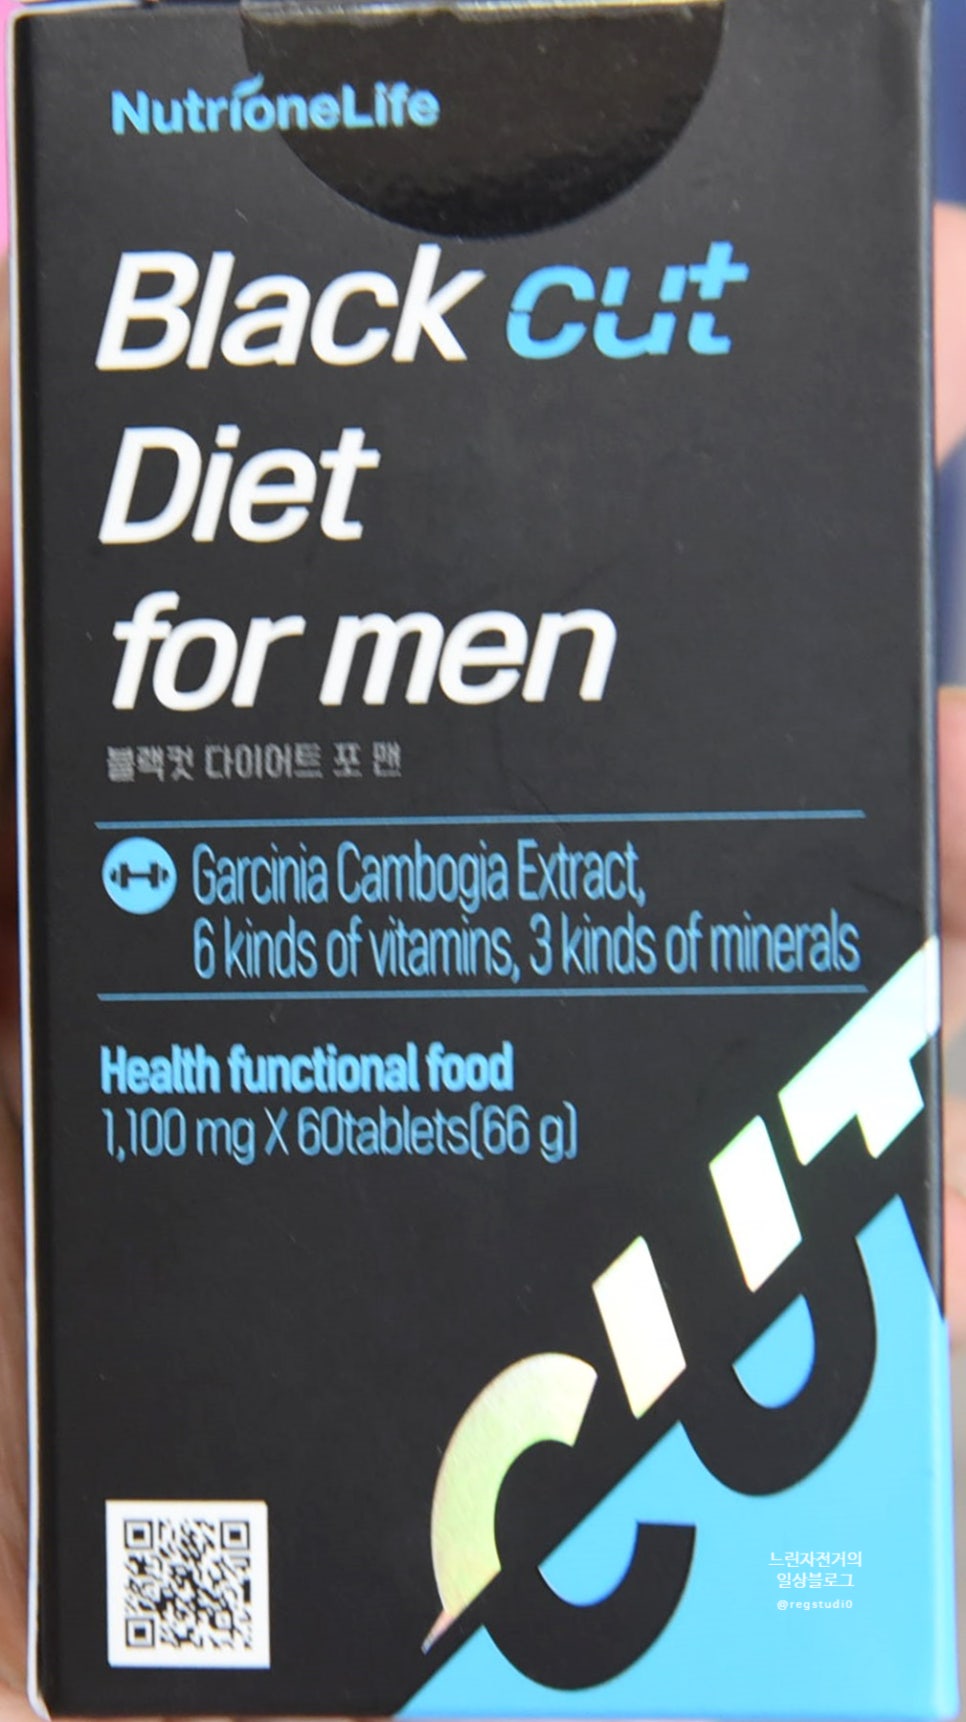 NutrioneLife
Black cut
Diet
for men
블랙컷 다이어트 포 맨
Garcinia Cambogia Extract,
6 kinds of vitamins, 3 kinds of minerals
Health functional food
1,100 mg X 60tablets(66 g)
CUT
느린자전거의
일상블로그
@regstudi0